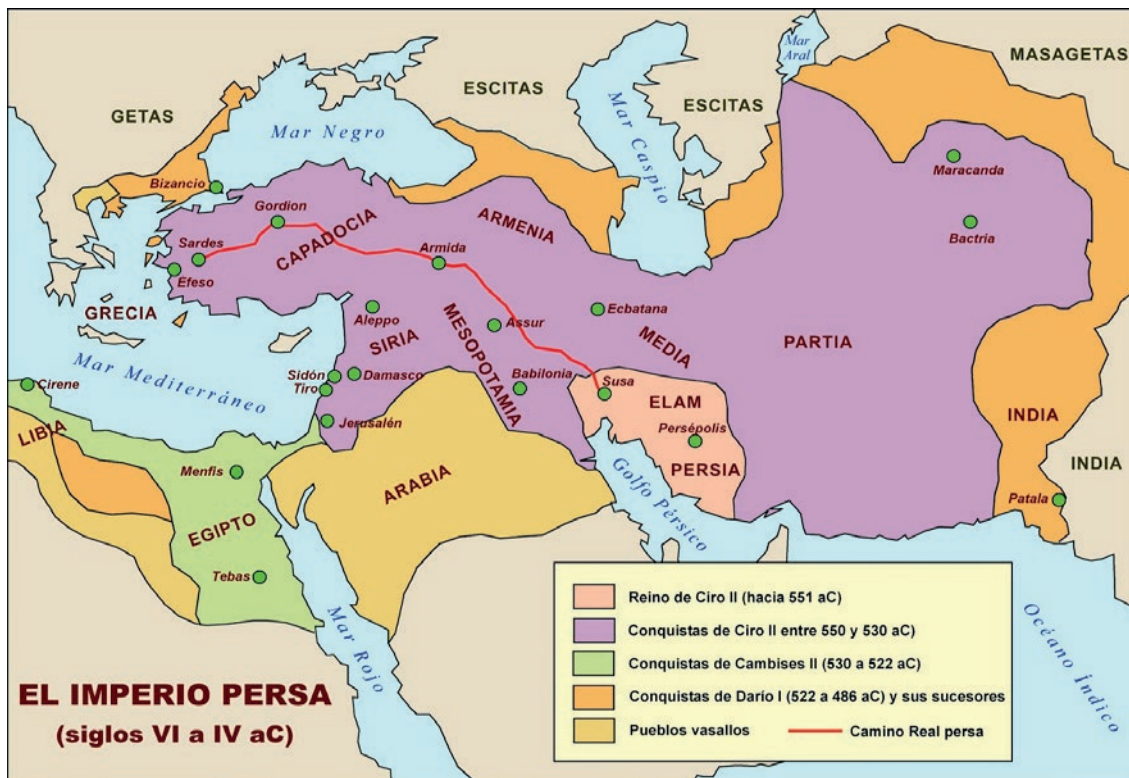 Mar
Aral
MASAGETAS
ESCITAS
ESCITAS
GETAS
Mar Negro
Mar Caspio
Maracanda
Bizancio
Gordion
CAPADOCIA
ARMENIA
Bactria
Sardes
Armida
Efeso
GRECIA
Aleppo
Assur
Ecbatana
SIRIA
MESOPOTAMIA
MEDIA
PARTIA
Mar Mediterráneo
Sidón
Damasco
Babilonia
Susa
Cirene
Tiro
ELAM
LIBIA
Jerusalén
Persépolis
INDIA
Menfis
ARABIA
PERSIA
INDIA
Golfo Pérsico
Patala
EGIPTO
Tebas
Mar Rojo
Océano Índico
Reino de Ciro II (hacia 551 aC)
Conquistas de Ciro II entre 550 y 530 aC)
Conquistas de Cambises II (530 a 522 aC)
Conquistas de Darío I (522 a 486 aC) y sus sucesores
Pueblos vasallos
Camino Real persa
EL IMPERIO PERSA
(siglos VI a IV aC)